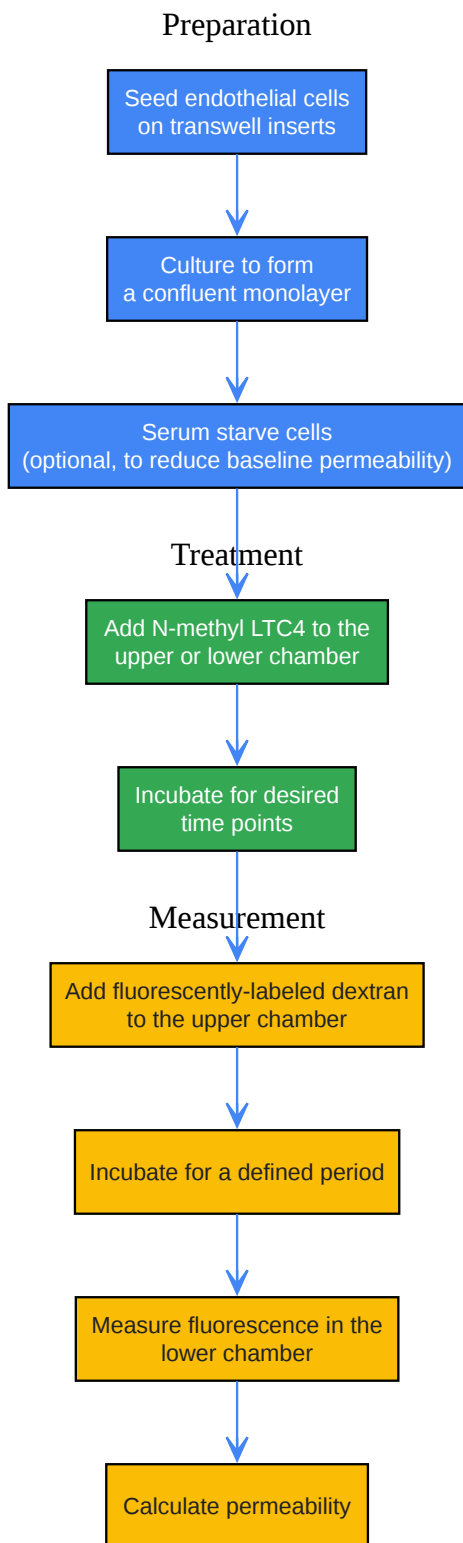 Preparation
Seed endothelial cells
on transwell inserts
Culture to form
a confluent monolayer
Serum starve cells
(optional, to reduce baseline permeability)
Treatment
Add N-methyl LTC4 to the
upper or lower chamber
Incubate for desired
time points
Measurement
Add fluorescently-labeled dextran
to the upper chamber
Incubate for a defined period
Measure fluorescence in the
lower chamber
Calculate permeability